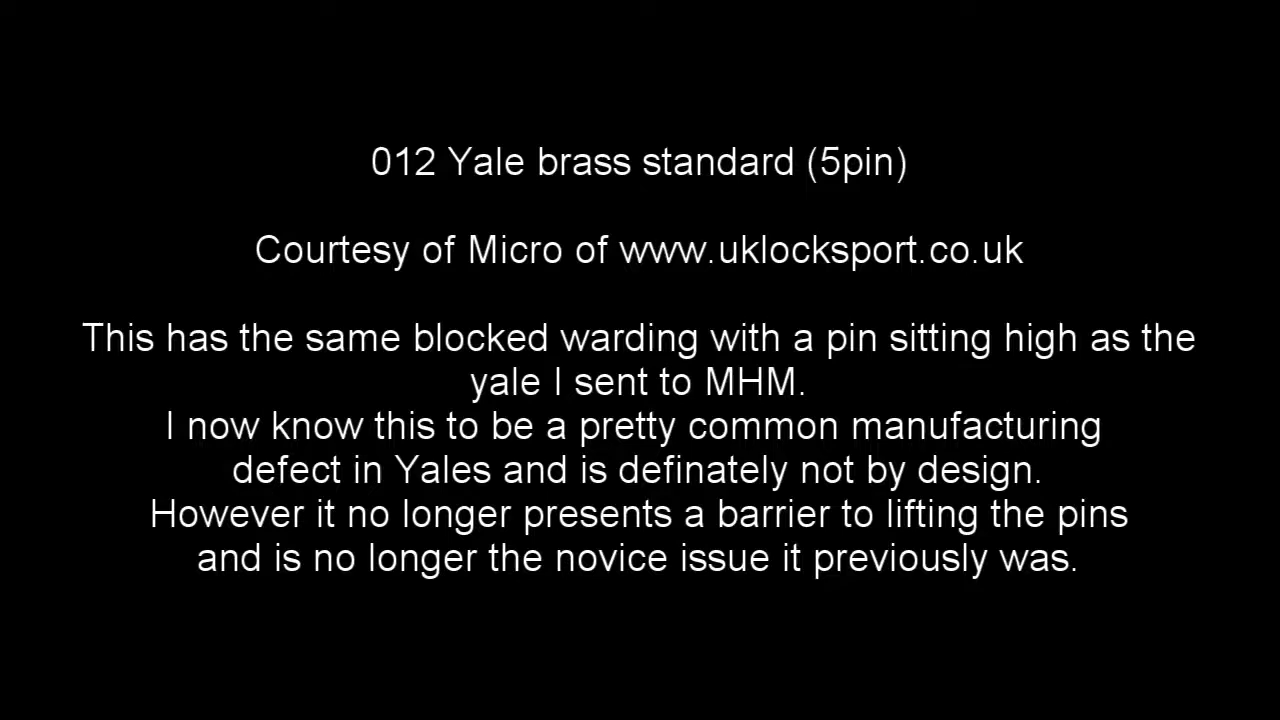 012 Yale brass standard (5pin)
Courtesy of Micro of www.uklocksport.co.uk
This has the same blocked warding with a pin sitting high as the
yale I sent to MHM.
I now know this to be a pretty common manufacturing
defect in Yales and is definately not by design.
However it no longer presents a barrier to lifting the pins
and is no longer the novice issue it previously was.